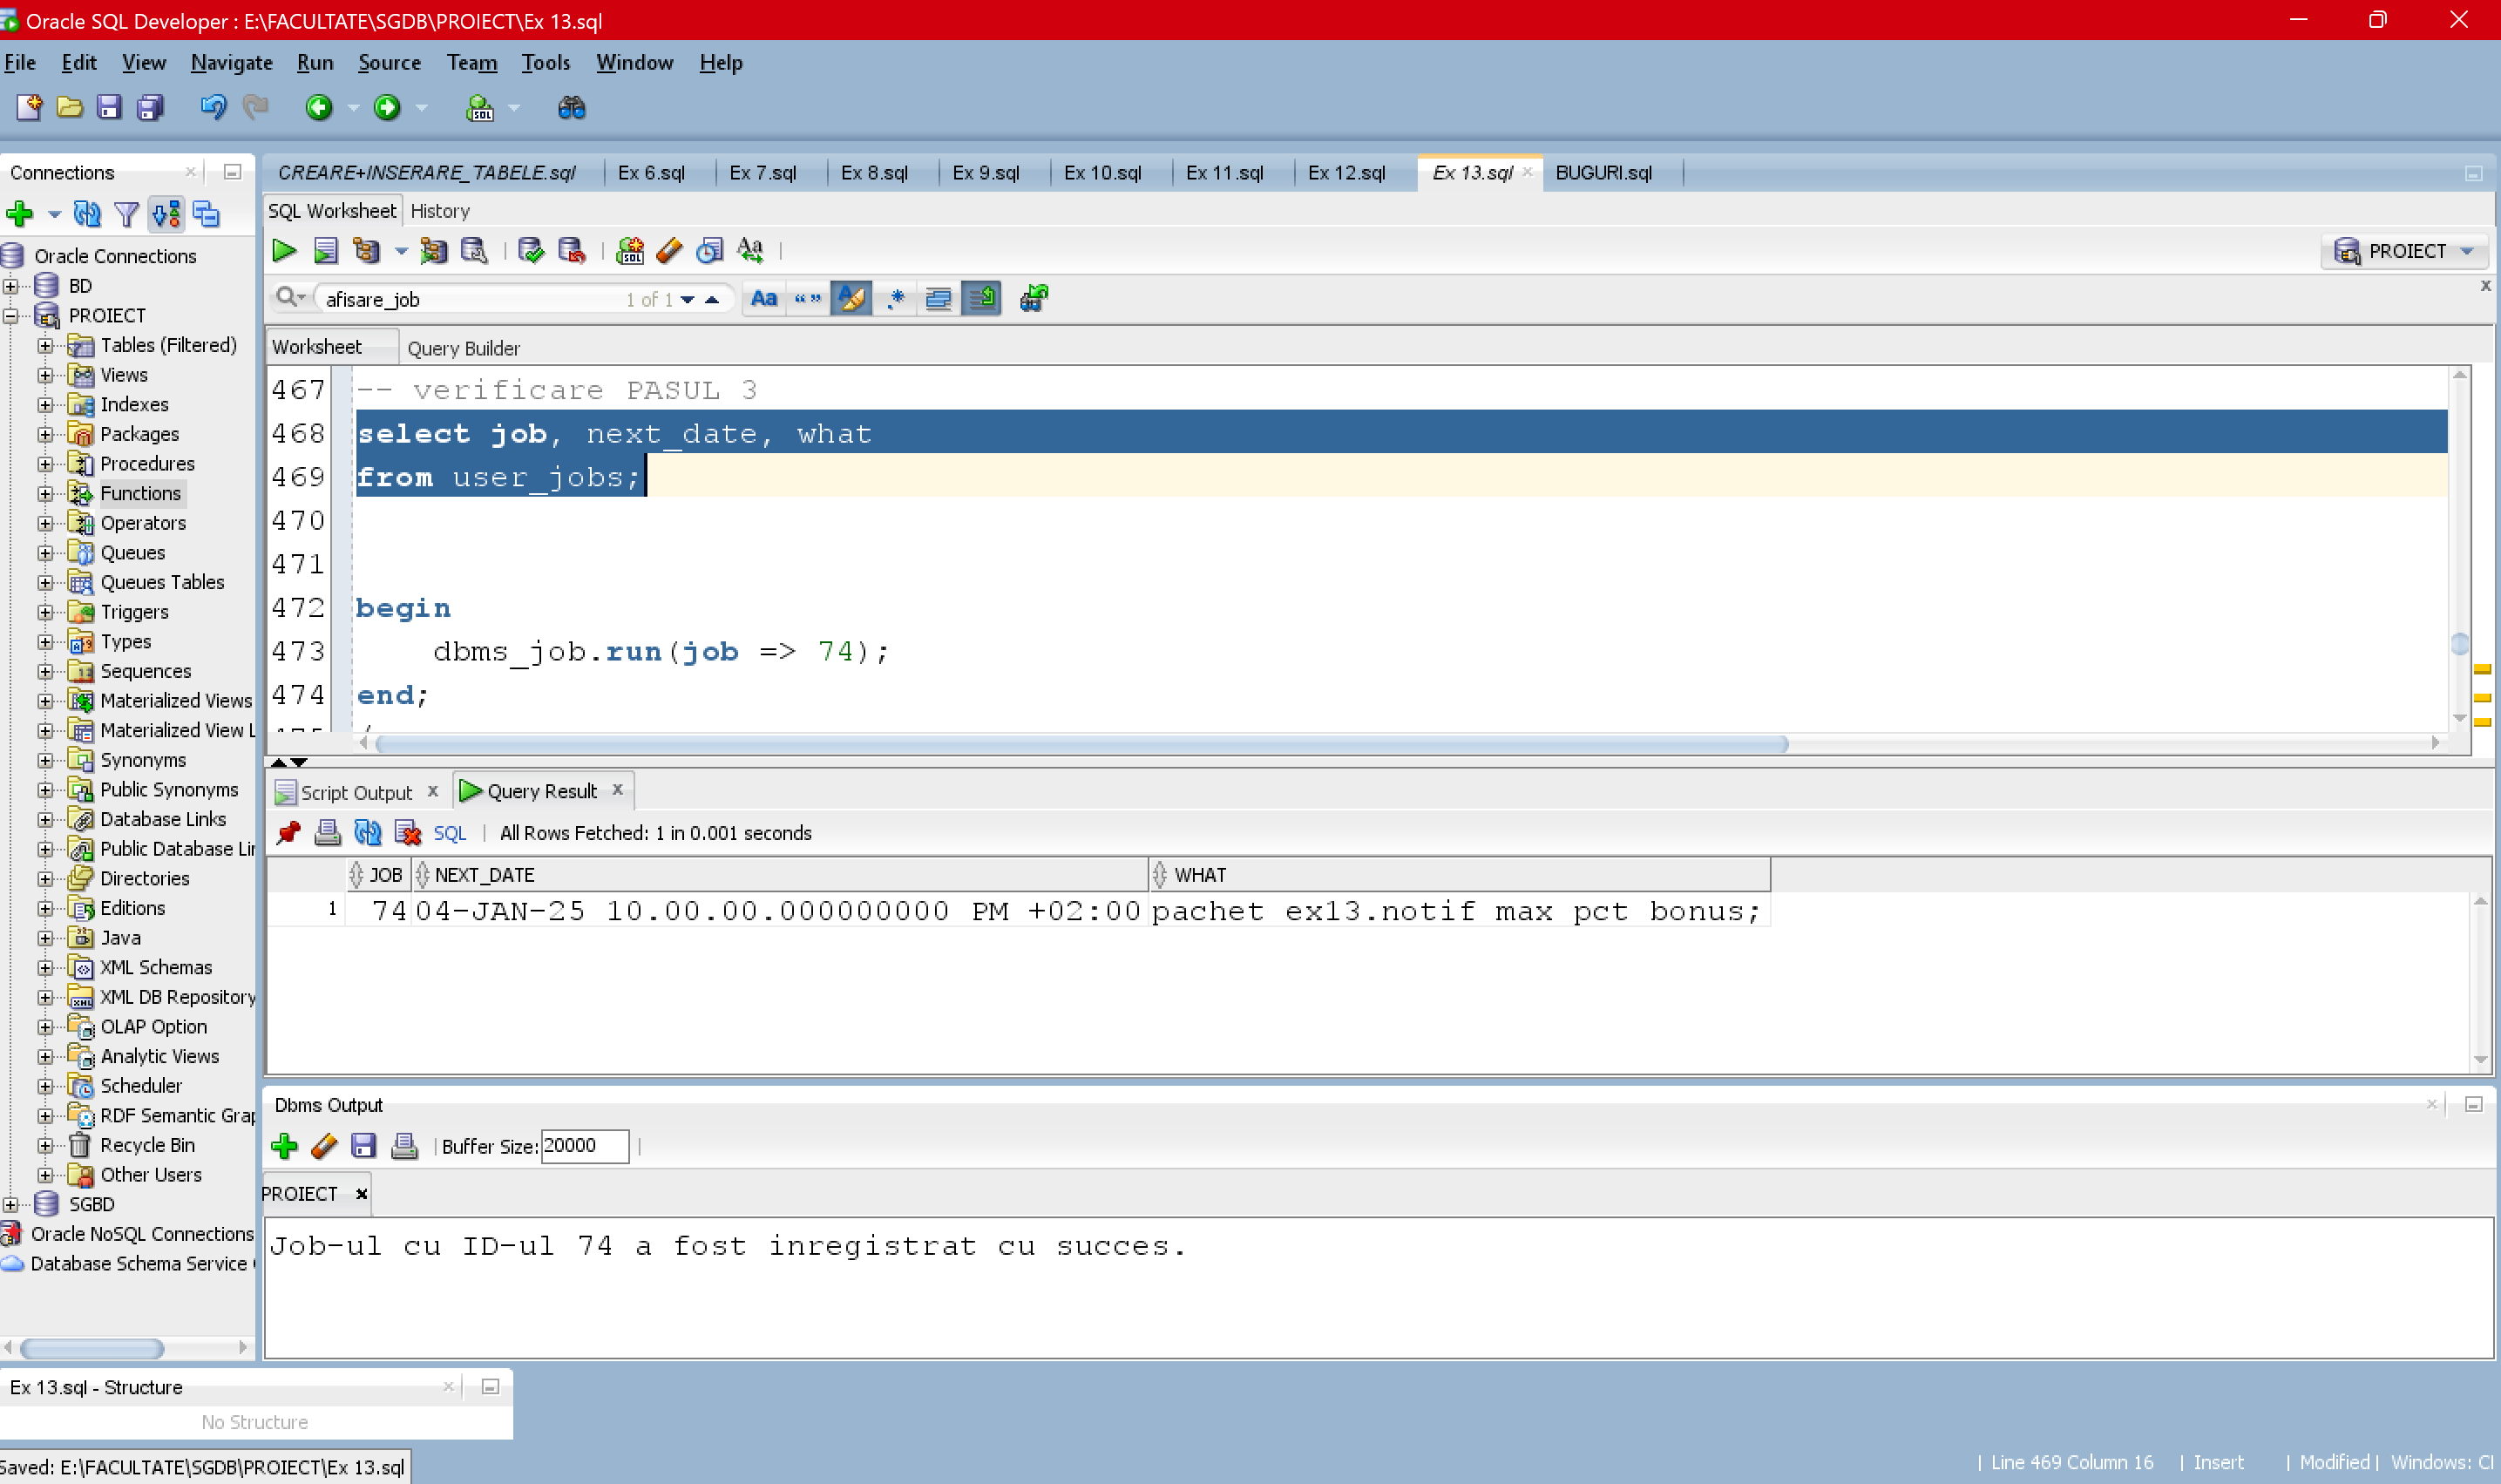 Oracle SQL Developer : E:\FACULTATE\SGDB\PROIECT\Ex 13.sql
File Edit View Navigate Run Source Team Tools Window Help
Connections
CREARE+INSERARE_TABELE.sql Ex 6.sql Ex 7.sql Ex 8.sql Ex 9.sql Ex 10.sql Ex 11.sql Ex 12.sql Ex 13.sql BUGURI.sql
SQL Worksheet History
PROIECT
afisare_job 1 of 1
Worksheet Query Builder
Oracle Connections
BD
PROIECT
Tables (Filtered)
Views
Indexes
Packages
Procedures
Functions
Operators
Queues
Queues Tables
Triggers
Types
Sequences
Materialized Views
Materialized View L
Synonyms
Public Synonyms
Database Links
Public Database Lin
Directories
Editions
Java
XML Schemas
XML DB Repository
OLAP Option
Analytic Views
Scheduler
RDF Semantic Grap
Recycle Bin
Other Users
SGBD
Oracle NoSQL Connections
Database Schema Service
467 -- verificare PASUL 3
468 select job, next_date, what
469 from user_jobs;
470
471
472 begin
473 dbms_job.run(job => 74);
474 end;
Script Output Query Result
SQL All Rows Fetched: 1 in 0.001 seconds
JOB NEXT_DATE WHAT
1 74 04-JAN-25 10.00.00.000000000 PM +02:00 pachet ex13.notif max pct bonus;
Dbms Output
Buffer Size: 20000
PROIECT
Job-ul cu ID-ul 74 a fost inregistrat cu succes.
Ex 13.sql - Structure
No Structure
Saved: E:\FACULTATE\SGDB\PROIECT\Ex 13.sql
Line 469 Column 16 Insert Modified Windows: Cl